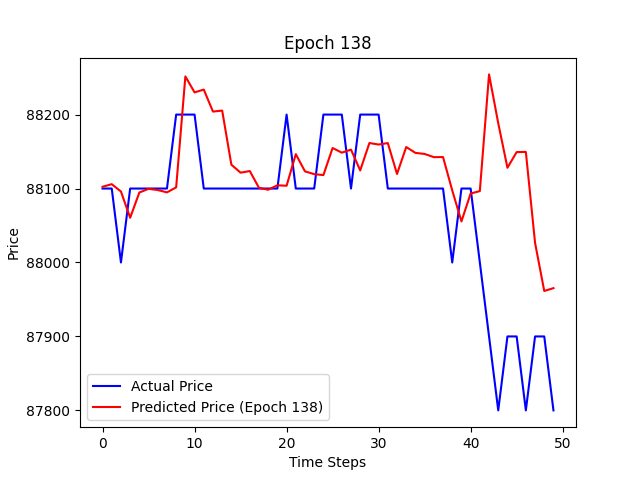 Epoch 138
Price
88200
88100
88000
87900
87800
Actual Price
Predicted Price (Epoch 138)
0 10 20 30 40 50
Time Steps